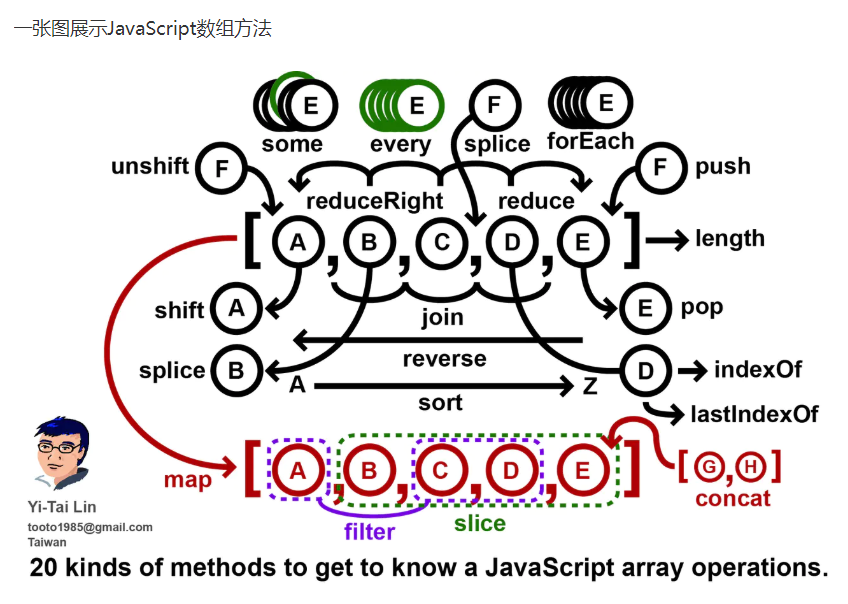 一张图展示JavaScript数组方法
E
E
F
E
some
every
splice
forEach
unshift
F
F
push
reduceRight
reduce
[ A , B , C , D , E ]
length
shift
A
join
E
pop
reverse
splice
B
A
Z
D
indexOf
sort
lastIndexOf
map
[ A , B , C , D , E ]
[ G , H ]
concat
filter
slice
Yi-Tai Lin
tooto1985@gmail.com
Taiwan
20 kinds of methods to get to know a JavaScript array operations.